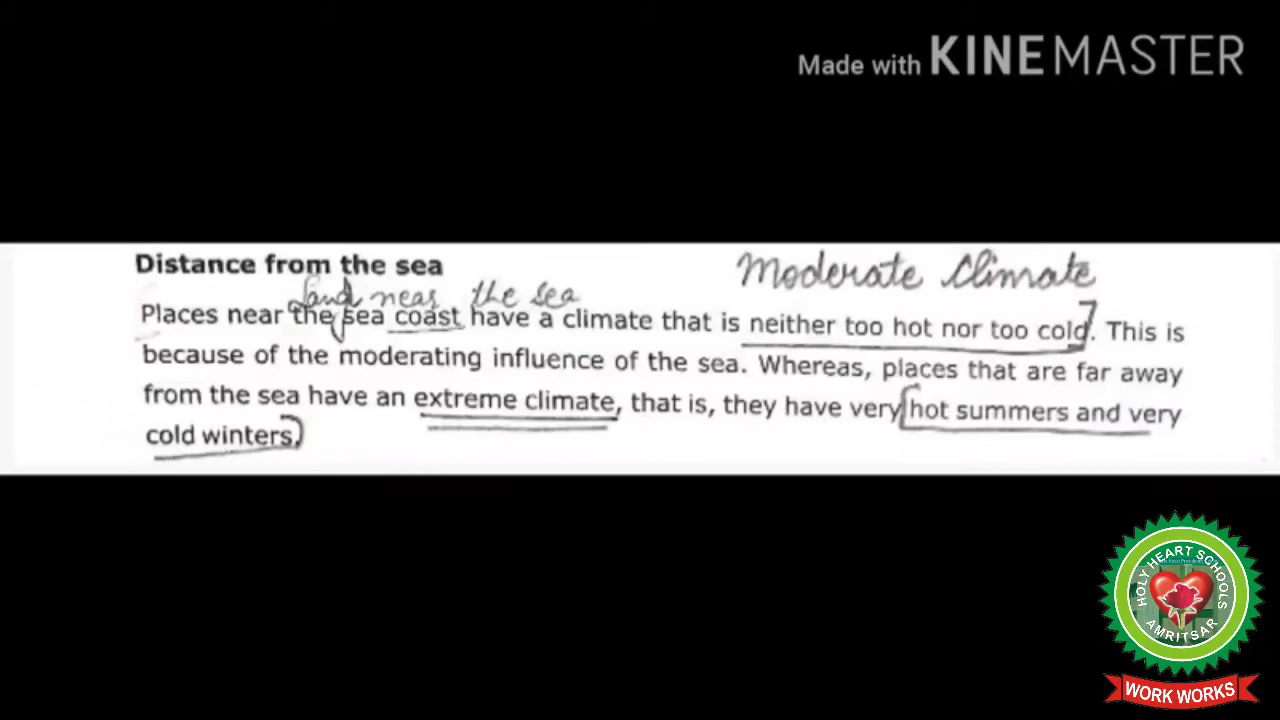 Made with KINEMASTER
Distance from the sea
Moderate Climate
land near the sea
Places near the sea coast have a climate that is neither too hot nor too cold. This is
because of the moderating influence of the sea. Whereas, places that are far away
from the sea have an extreme climate, that is, they have very hot summers and very
cold winters.
HOLY HEART SCHOOLS
AMRITSAR
WORK WORKS